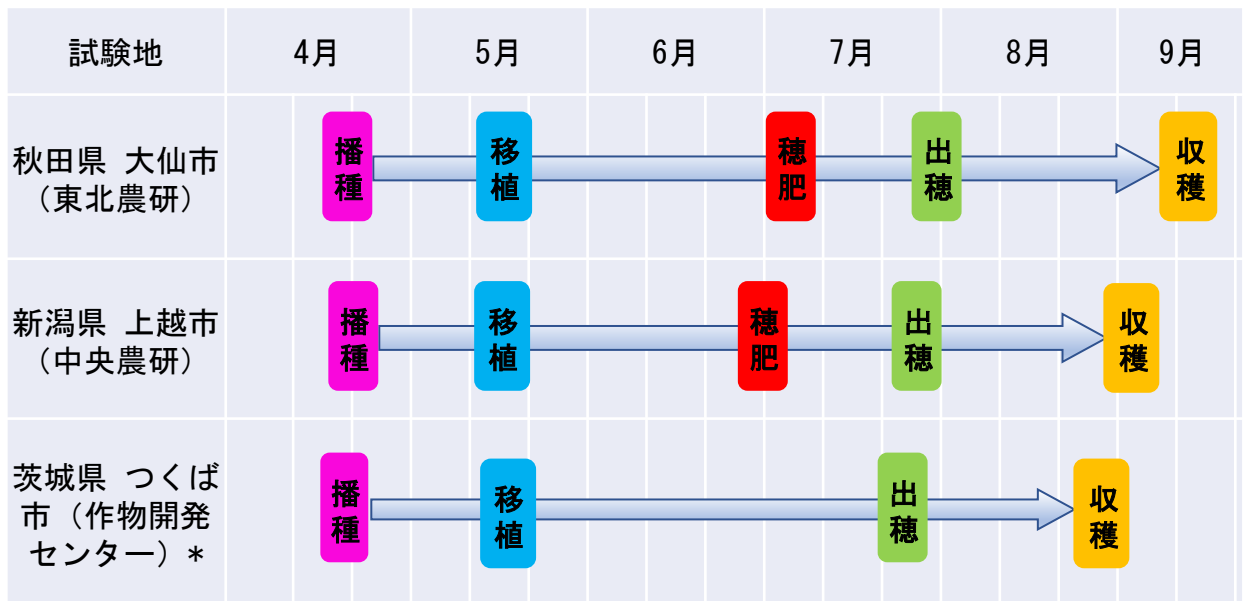 試験地 4月 5月 6月 7月 8月 9月
秋田県 大仙市
（東北農研）
播種 移植 穂肥 出穂 収穫
新潟県 上越市
（中央農研）
播種 移植 穂肥 出穂 収穫
茨城県 つくば
市（作物開発
センター）*
播種 移植 出穂 収穫